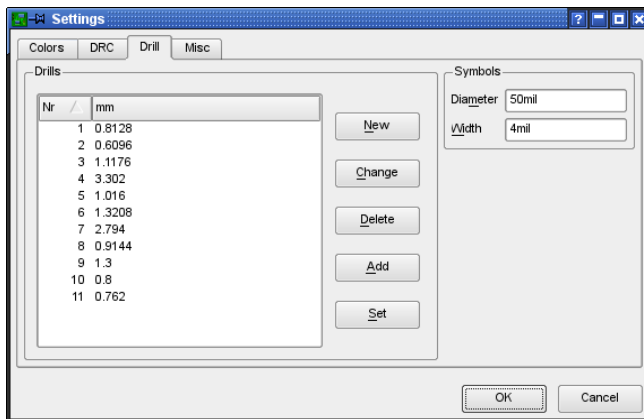 Settings
Colors DRC Drill Misc
Drills
Nr mm
1 0.8128
2 0.6096
3 1.1176
4 3.302
5 1.016
6 1.3208
7 2.794
8 0.9144
9 1.3
10 0.8
11 0.762
New
Change
Delete
Add
Set
Symbols
Diameter 50mil
Width 4mil
OK Cancel